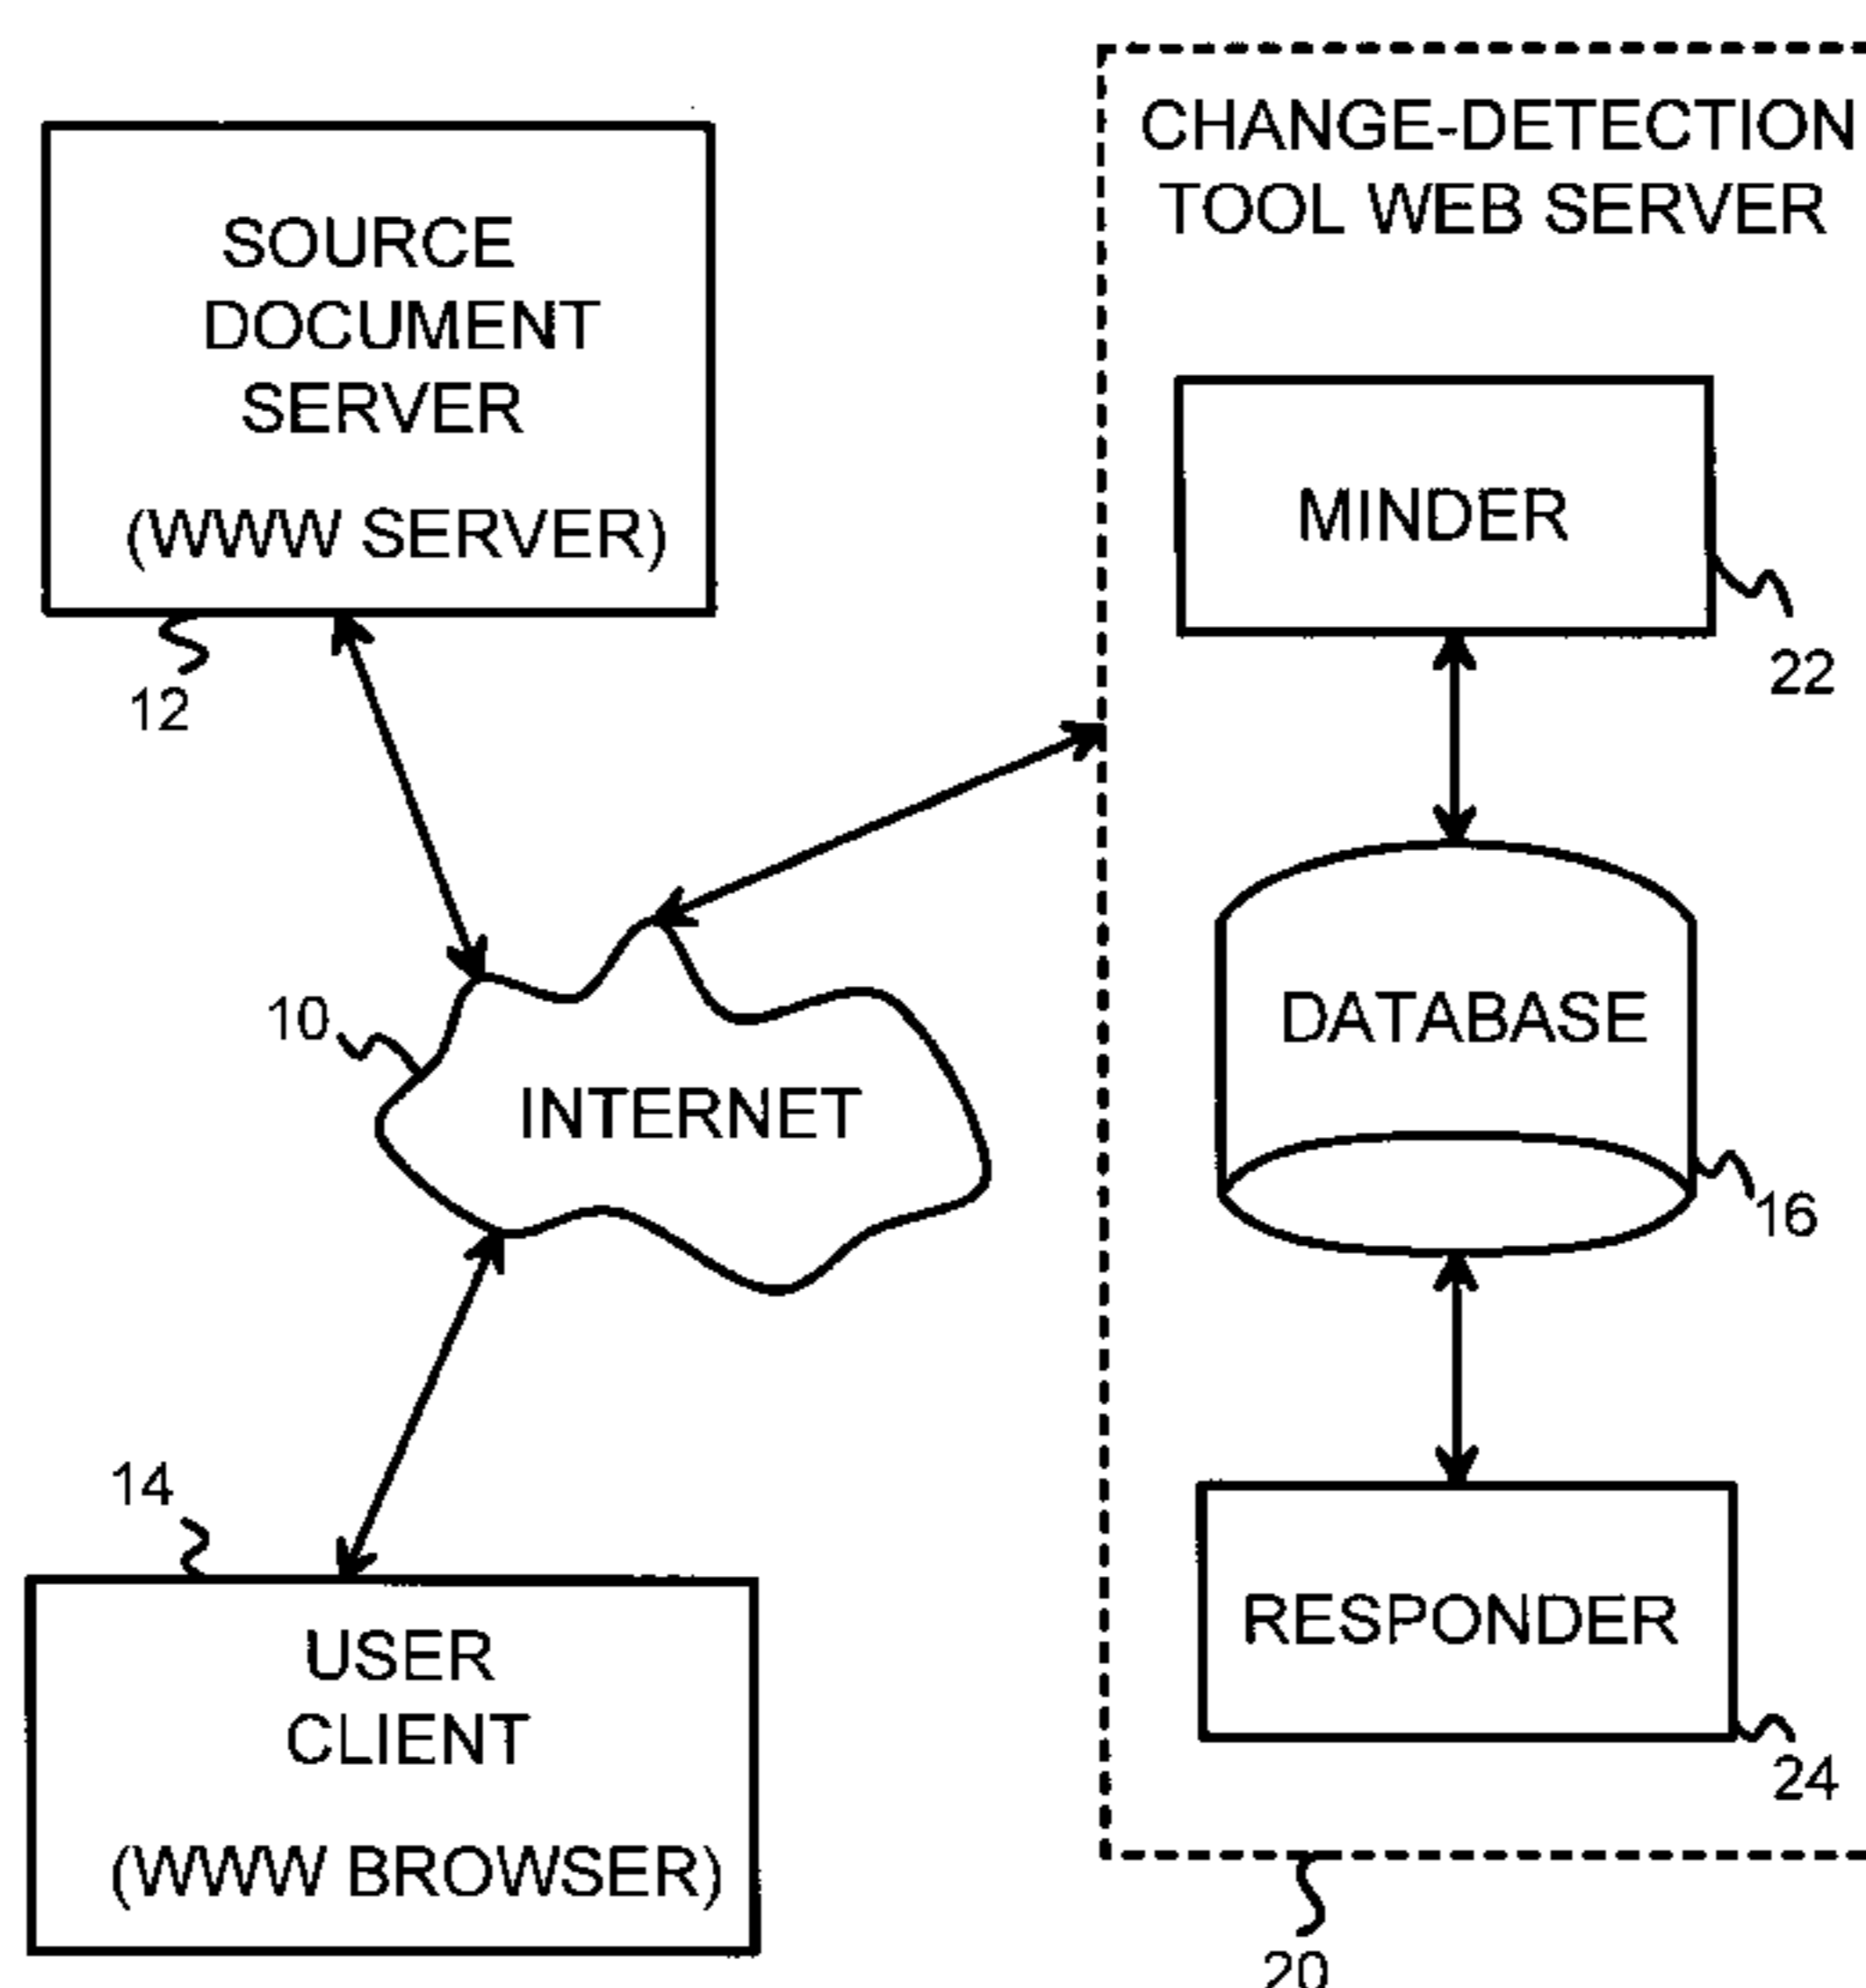 SOURCE
DOCUMENT
SERVER
(WWW SERVER)
12
10
INTERNET
14
USER
CLIENT
(WWW BROWSER)
CHANGE-DETECTION
TOOL WEB SERVER
MINDER
22
DATABASE
16
RESPONDER
24
20